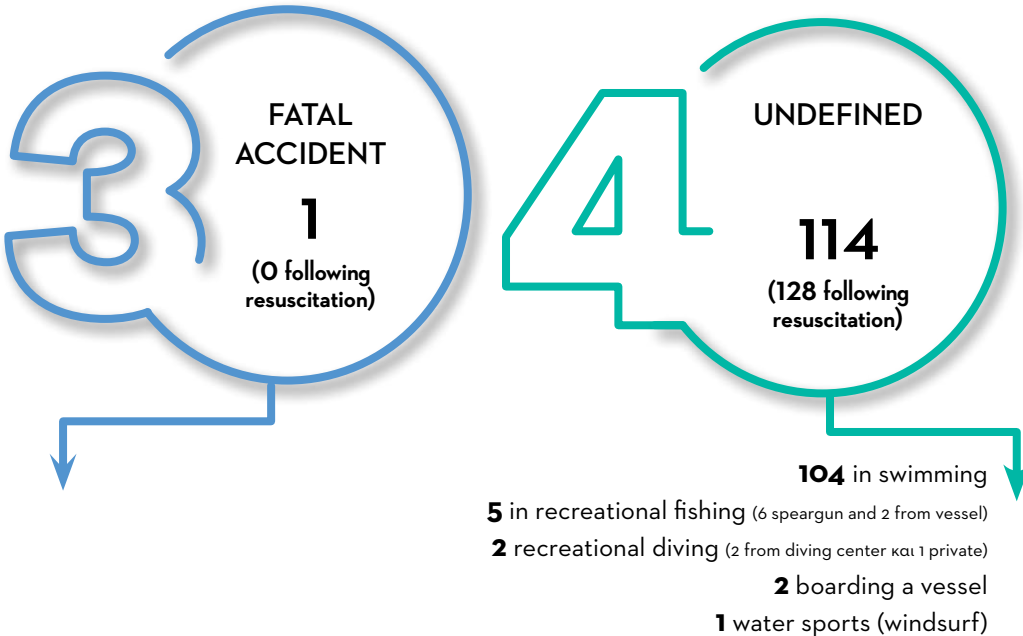 3
FATAL
ACCIDENT
1
(0 following
resuscitation)
4
UNDEFINED
114
(128 following
resuscitation)
104 in swimming
5 in recreational fishing (6 speargun and 2 from vessel)
2 recreational diving (2 from diving center και 1 private)
2 boarding a vessel
1 water sports (windsurf)